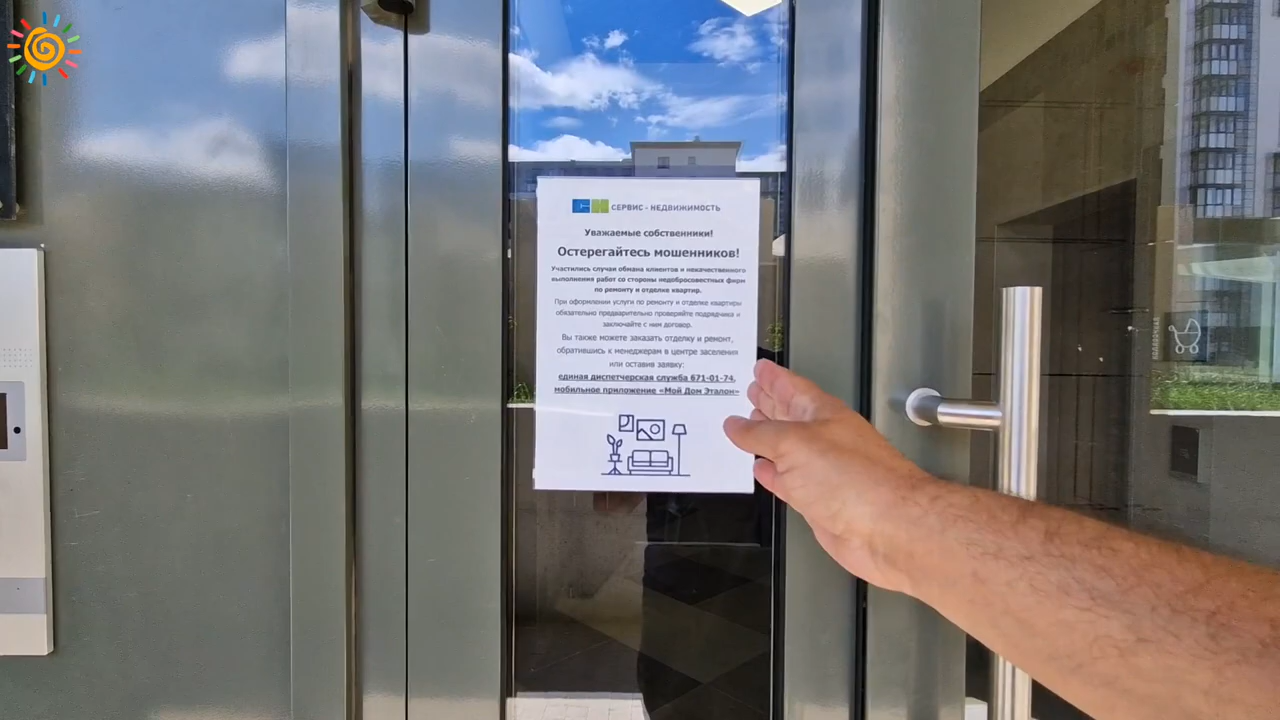 СЕРВИС - НЕДВИЖИМОСТЬ
Уважаемые собственники!
Остерегайтесь мошенников!
Участились случаи обмана клиентов и некачественного
выполнения работ со стороны недобросовестных фирм
по ремонту и отделке квартир.
При оформлении услуги по ремонту и отделке квартиры
обязательно предварительно проверяйте подрядчика и
заключайте с ним договор.
Вы также можете заказать отделку и ремонт,
обратившись к менеджерам в центре заселения
или оставив заявку:
единая диспетчерская служба 671-01-74,
мобильное приложение «Мой Дом Эталон»
колясочная